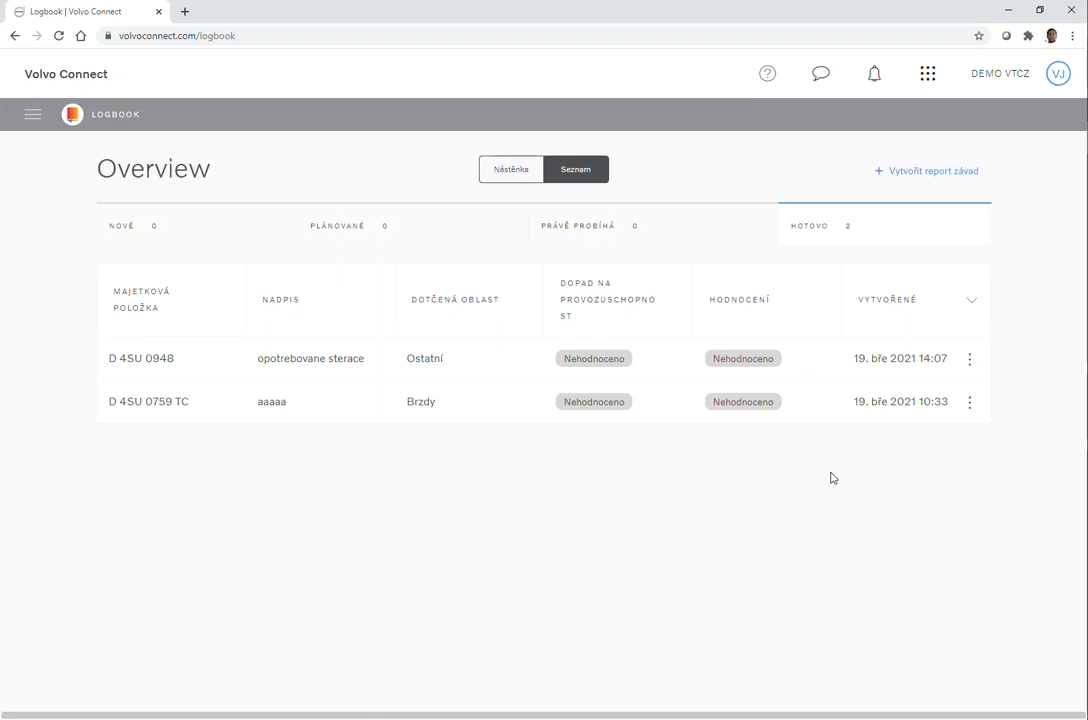 Logbook | Volvo Connect
volvoconnect.com/logbook
Volvo Connect
DEMO VTCZ
VJ
LOGBOOK
Overview
Nástěnka
Seznam
+ Vytvořit report závad
NOVÉ 0
PLÁNOVANÉ 0
PRÁVĚ PROBÍHÁ 0
HOTOVO 2
MAJETKOVÁ
POLOŽKA
NADPIS
DOTČENÁ OBLAST
DOPAD NA
PROVOZUSCHOPNO
ST
HODNOCENÍ
VYTVOŘENÉ
D 4SU 0948 opotrebovane sterace Ostatní Nehodnoceno Nehodnoceno 19. bře 2021 14:07
D 4SU 0759 TC aaaaa Brzdy Nehodnoceno Nehodnoceno 19. bře 2021 10:33